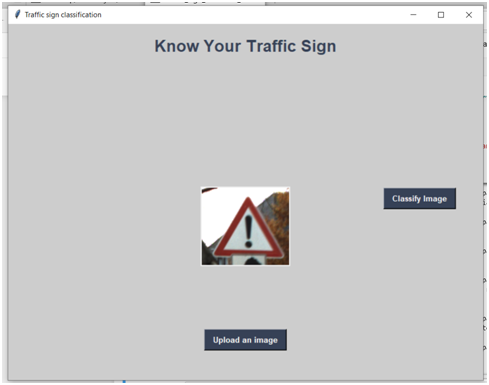 Traffic sign classification
Know Your Traffic Sign
!
Classify Image
Upload an image